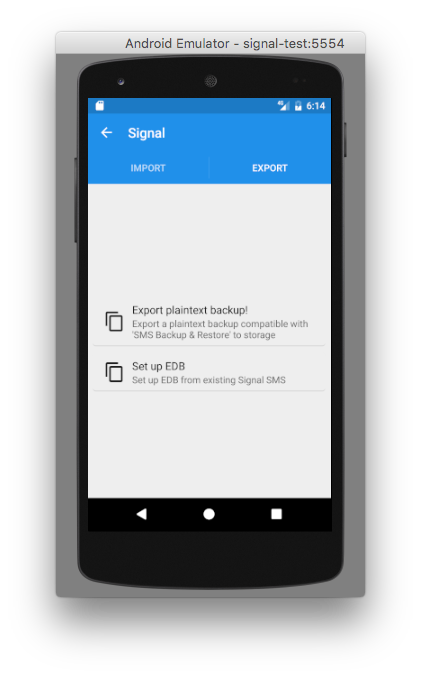 Android Emulator - signal-test:5554
6:14
Signal
IMPORT
EXPORT
Export plaintext backup!
Export a plaintext backup compatible with
'SMS Backup & Restore' to storage
Set up EDB
Set up EDB from existing Signal SMS